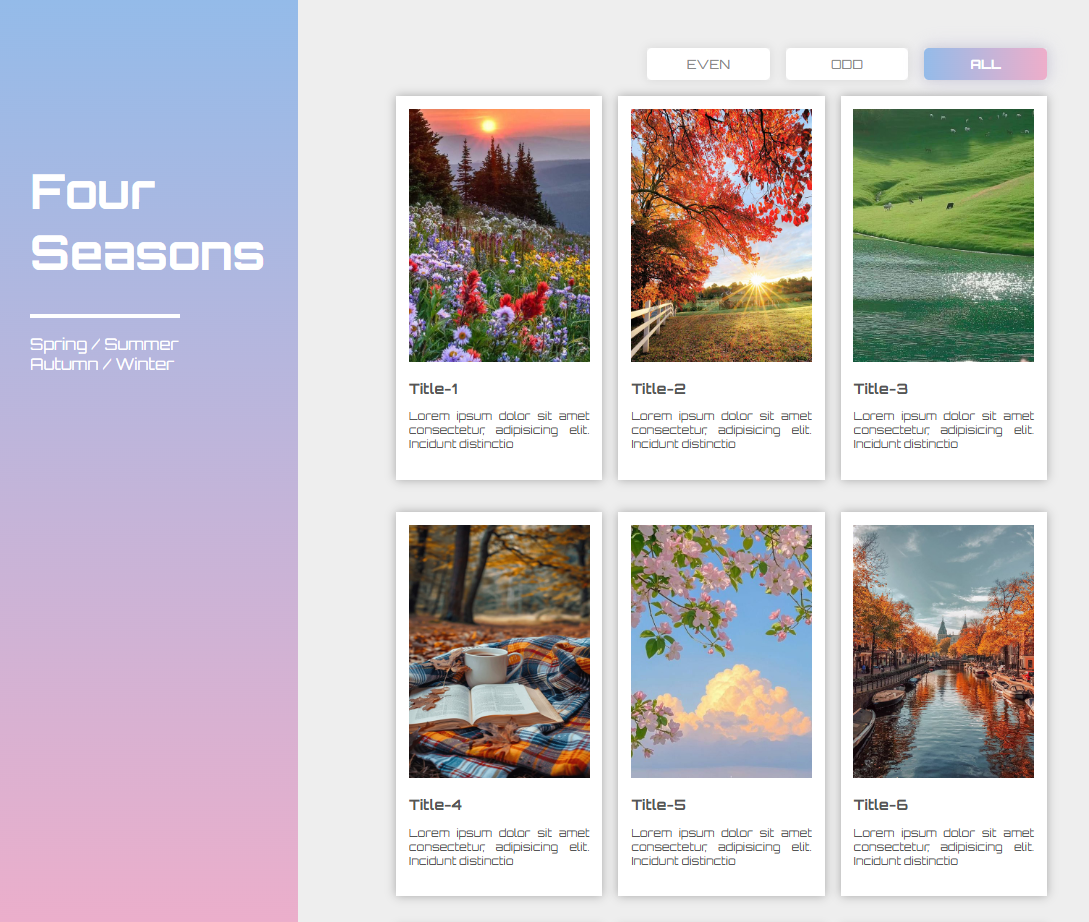 Four
Seasons
Spring / Summer
Autumn / Winter
EVEN
ODD
ALL
Title-1
Lorem ipsum dolor sit amet
consectetur, adipisicing elit.
Incidunt distinctio
Title-2
Lorem ipsum dolor sit amet
consectetur, adipisicing elit.
Incidunt distinctio
Title-3
Lorem ipsum dolor sit amet
consectetur, adipisicing elit.
Incidunt distinctio
Title-4
Lorem ipsum dolor sit amet
consectetur, adipisicing elit.
Incidunt distinctio
Title-5
Lorem ipsum dolor sit amet
consectetur, adipisicing elit.
Incidunt distinctio
Title-6
Lorem ipsum dolor sit amet
consectetur, adipisicing elit.
Incidunt distinctio